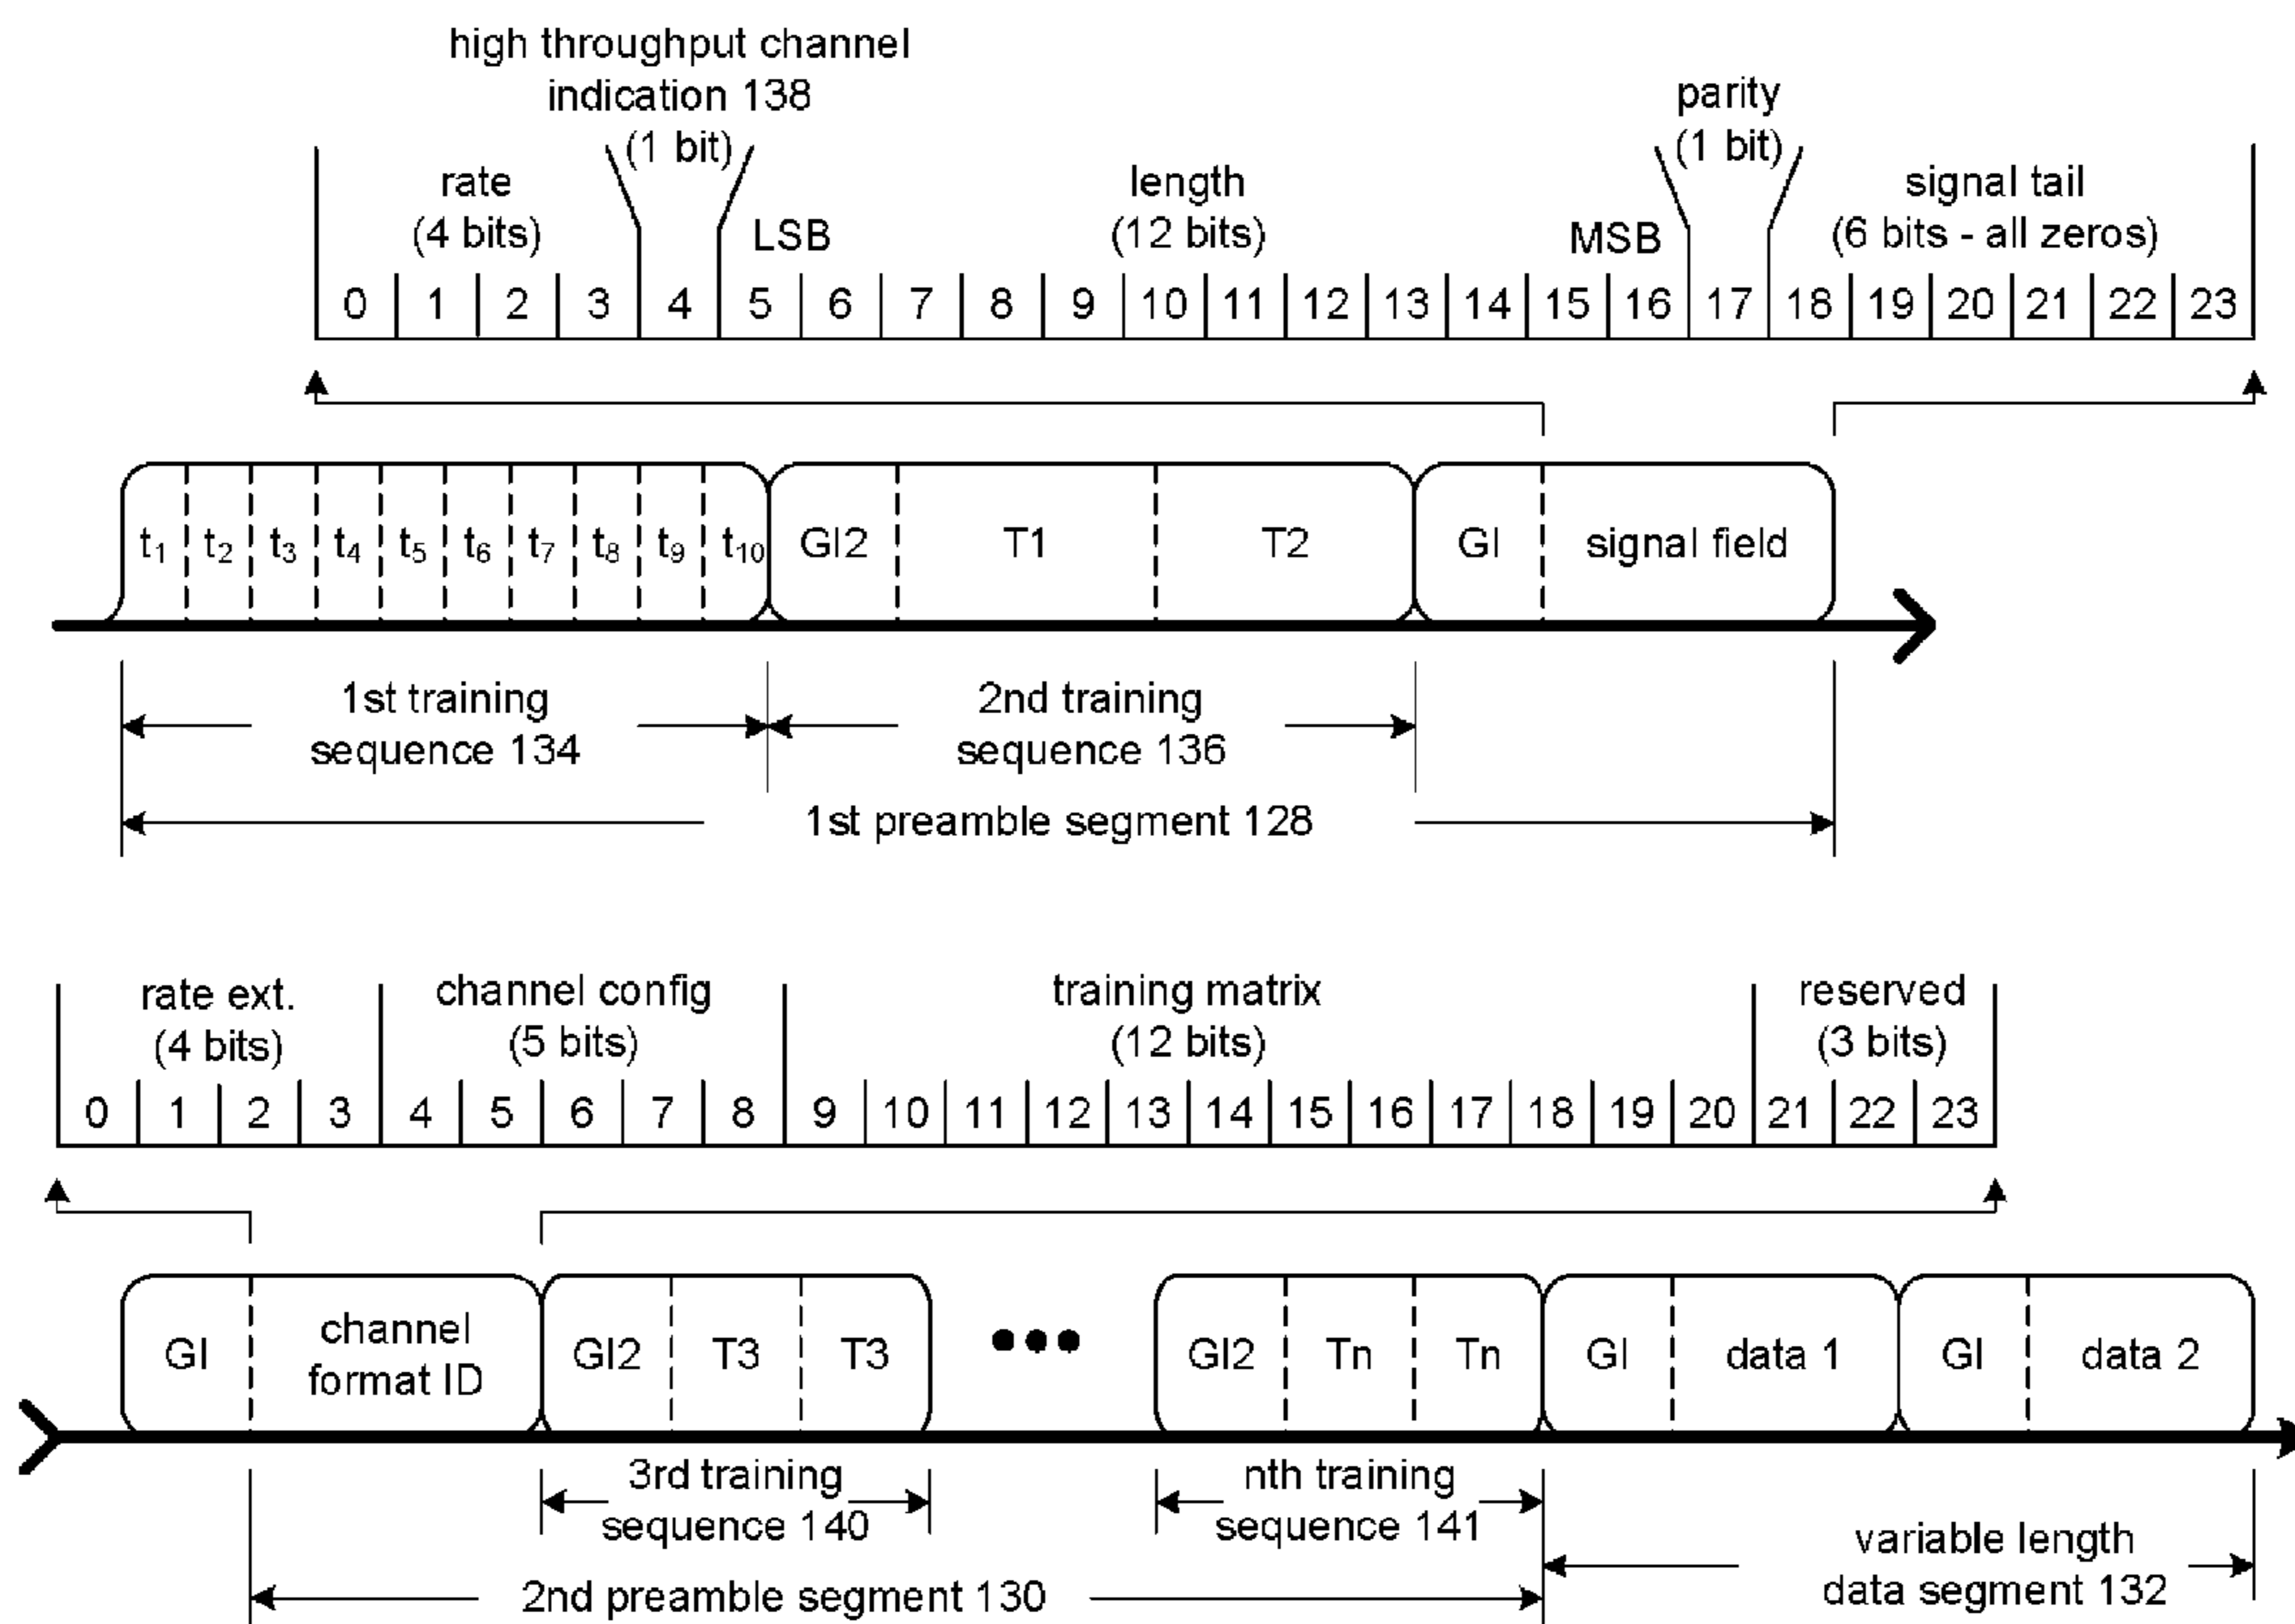 high throughput channel
indication 138
(1 bit)
parity
(1 bit)
rate
(4 bits)
LSB
length
(12 bits)
MSB
signal tail
(6 bits - all zeros)
0 1 2 3 4 5 6 7 8 9 10 11 12 13 14 15 16 17 18 19 20 21 22 23
t1 t2 t3 t4 t5 t6 t7 t8 t9 t10 GI2 T1 T2 GI signal field
1st training
sequence 134
2nd training
sequence 136
1st preamble segment 128
rate ext.
(4 bits)
channel config
(5 bits)
training matrix
(12 bits)
reserved
(3 bits)
0 1 2 3 4 5 6 7 8 9 10 11 12 13 14 15 16 17 18 19 20 21 22 23
GI
channel
format ID
GI2 T3 T3 ••• GI2 Tn Tn GI data 1 GI data 2
3rd training
sequence 140
nth training
sequence 141
variable length
data segment 132
2nd preamble segment 130